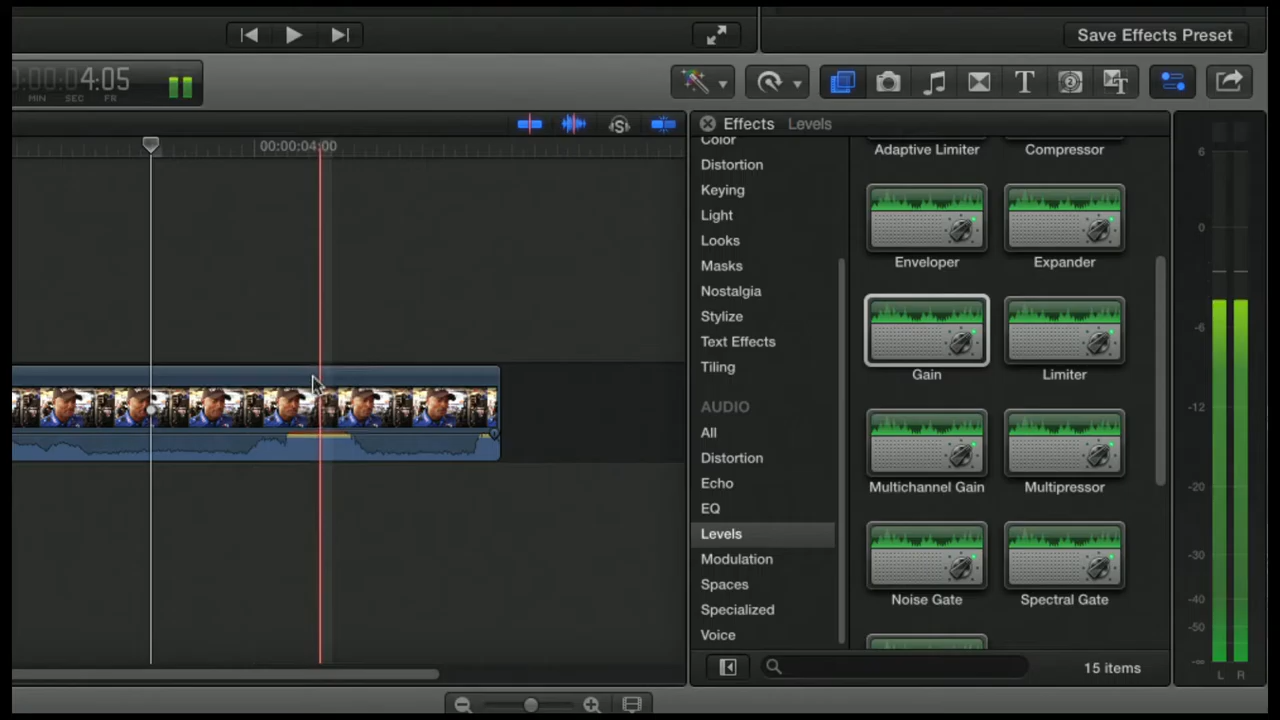 Save Effects Preset
:00:04:05
MIN SEC FR
T
Effects Levels
00:00:04:00
Color
Distortion
Keying
Light
Looks
Masks
Nostalgia
Stylize
Text Effects
Tiling
AUDIO
All
Distortion
Echo
EQ
Levels
Modulation
Spaces
Specialized
Voice
Adaptive Limiter Compressor
Enveloper Expander
Gain Limiter
Multichannel Gain Multipressor
Noise Gate Spectral Gate
15 items
6
0
-6
-12
-20
-30
-40
-50
-∞
L R